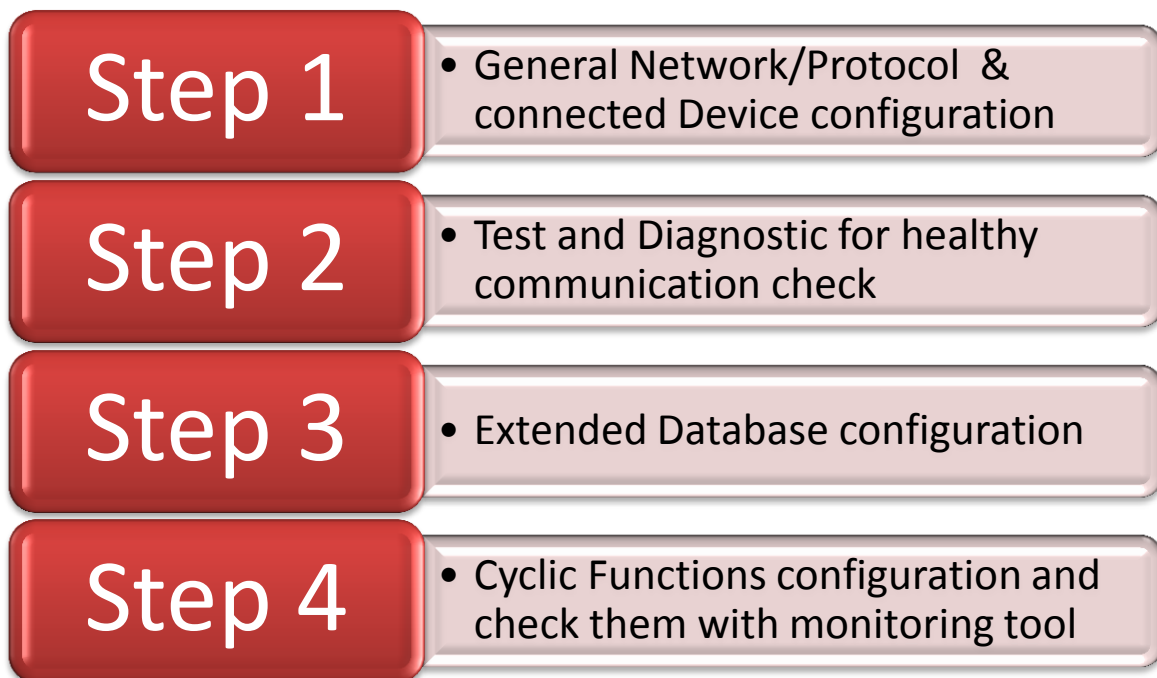 Step 1
• General Network/Protocol &
connected Device configuration
Step 2
• Test and Diagnostic for healthy
communication check
Step 3
• Extended Database configuration
Step 4
• Cyclic Functions configuration and
check them with monitoring tool